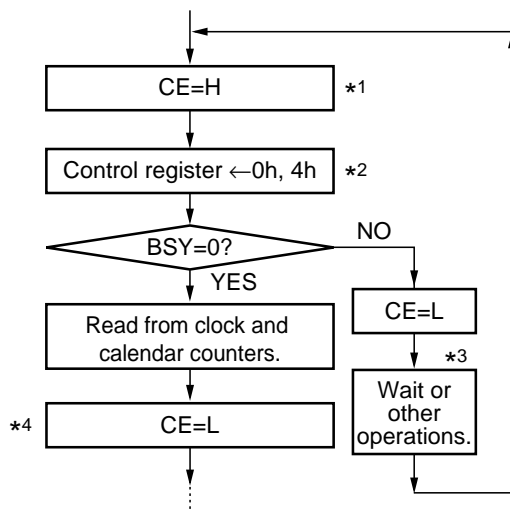 CE=H
*1
Control register ←0h, 4h
*2
BSY=0?
NO
YES
Read from clock and
calendar counters.
CE=L
*3
Wait or
other
operations.
*4
CE=L